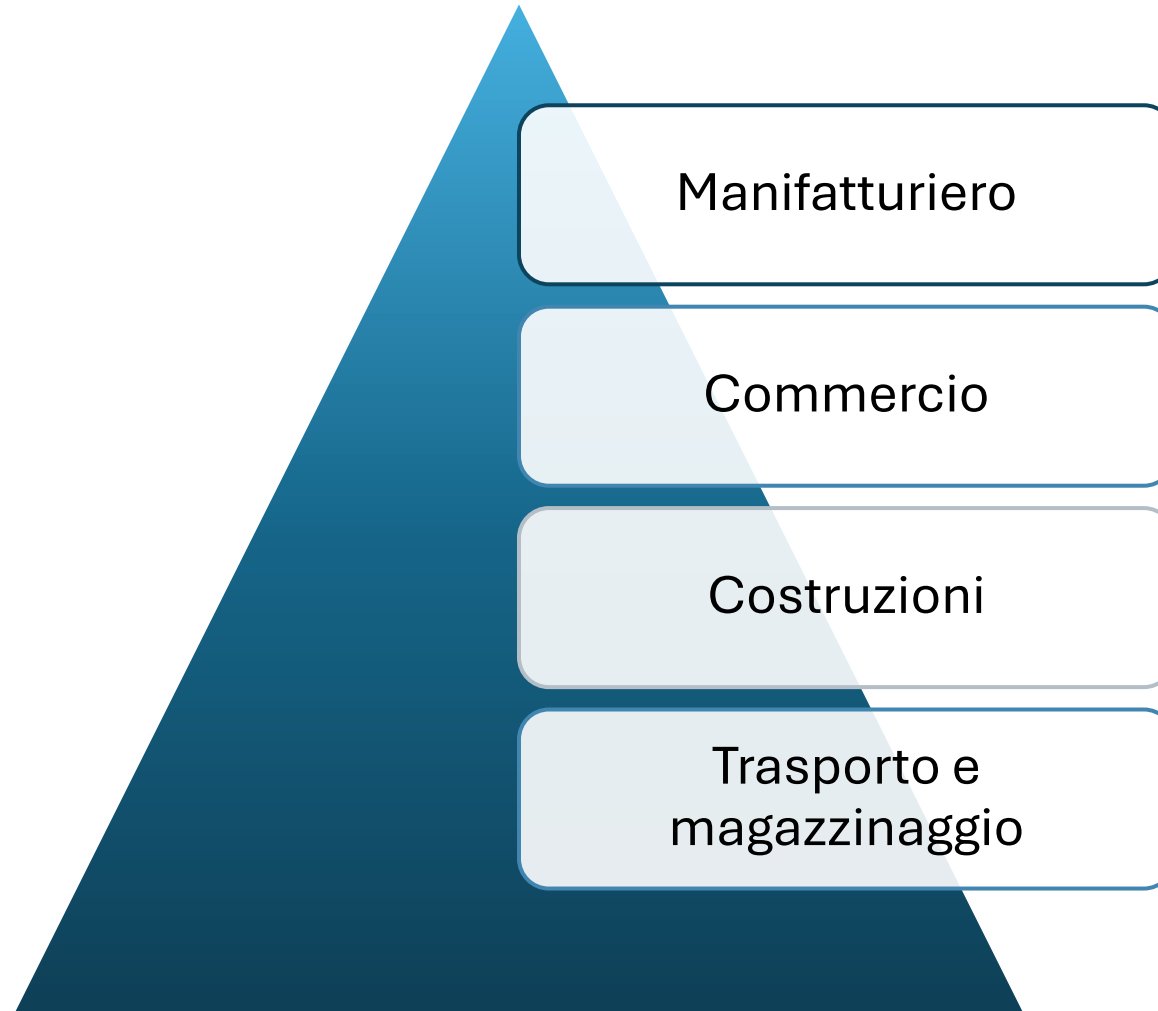 Manifatturiero
Commercio
Costruzioni
Trasporto e
magazzinaggio